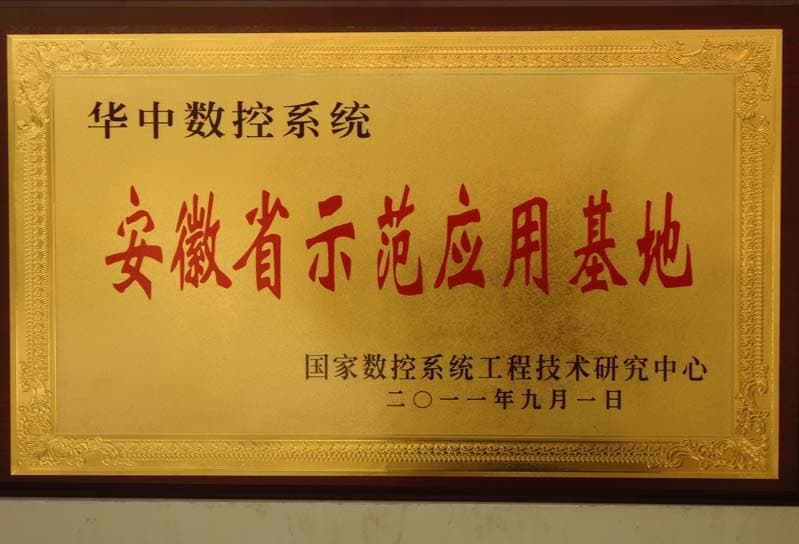 华中数控系统
安徽省示范应用基地
国家数控系统工程技术研究中心
二〇一一年九月一日